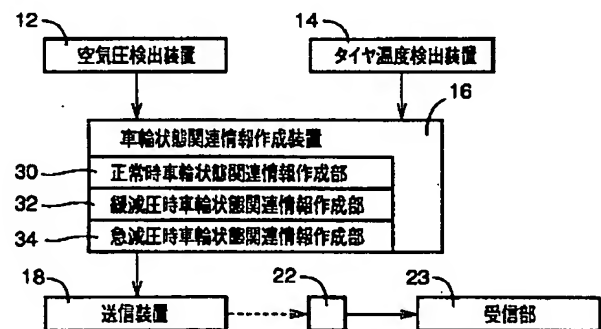 12
空気圧検出装置
14
タイヤ温度検出装置
16
車輪状態関連情報作成装置
30
正常時車輪状態関連情報作成部
32
緩減圧時車輪状態関連情報作成部
34
急減圧時車輪状態関連情報作成部
18
送信装置
22
23
受信部